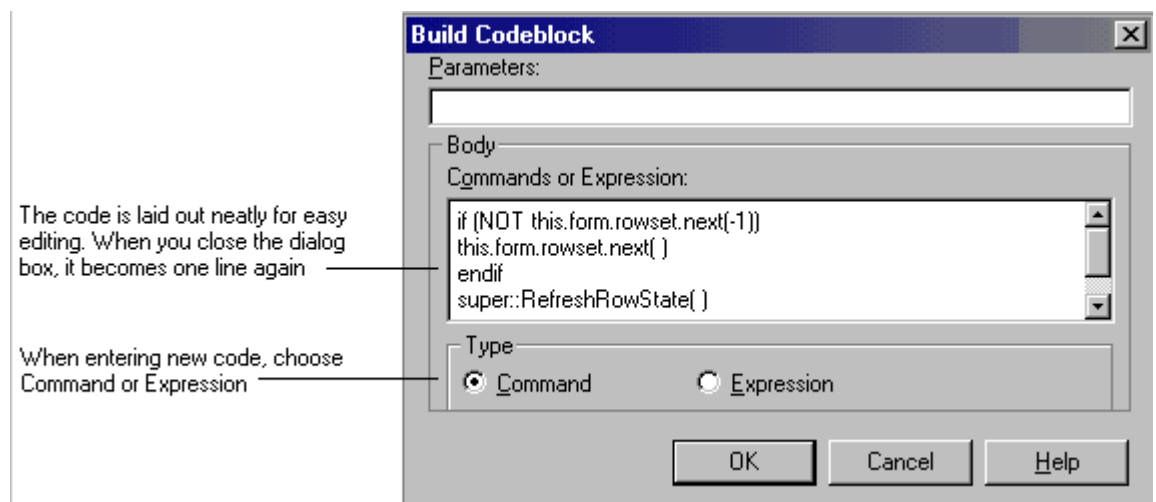 Build Codeblock
Parameters:
Body
Commands or Expression:
if (NOT this.form.rowset.next(-1))
this.form.rowset.next( )
endif
super::RefreshRowState( )
The code is laid out neatly for easy
editing. When you close the dialog
box, it becomes one line again
Type
When entering new code, choose
Command or Expression
Command
Expression
OK
Cancel
Help